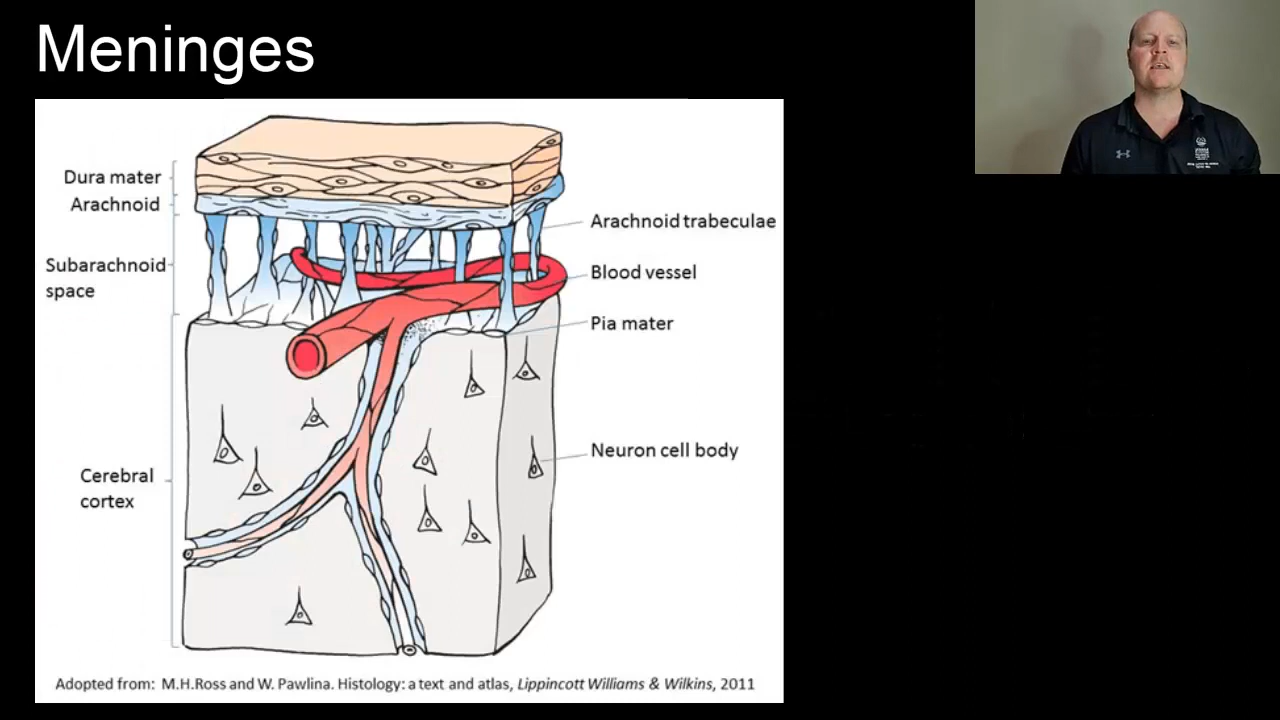 Meninges
Dura mater
Arachnoid
Subarachnoid
space
Cerebral
cortex
Arachnoid trabeculae
Blood vessel
Pia mater
Neuron cell body
Adopted from: M.H.Ross and W. Pawlina. Histology: a text and atlas, Lippincott Williams & Wilkins, 2011